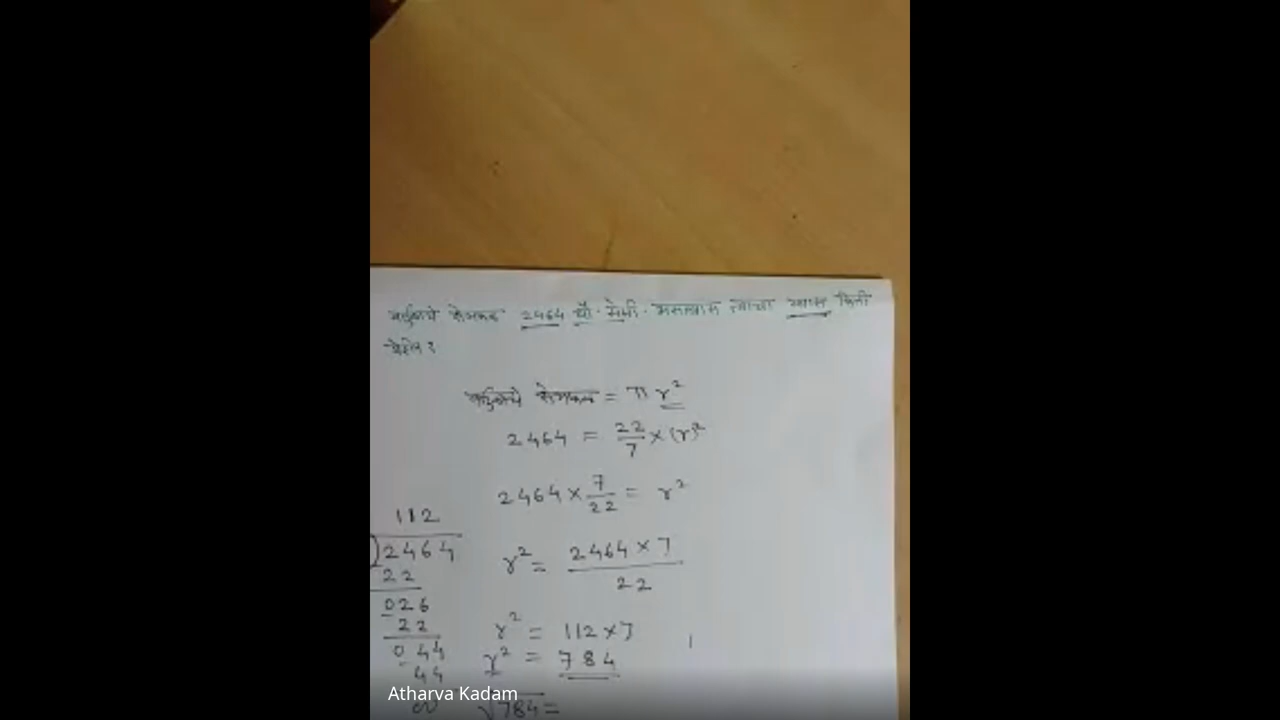 वर्तुळाचे क्षेत्रफळ 2464 चौ. सेमी. असल्यास त्याचा व्यास किती
येईल?
वर्तुळाचे क्षेत्रफळ = π r²
2464 = 22/7 × (r)²
2464 × 7/22 = r²
r² = 2464 × 7 / 22
r² = 112 × 7
r² = 784
√784 =
112
)2464
22
026
22
044
44
00
Atharva Kadam